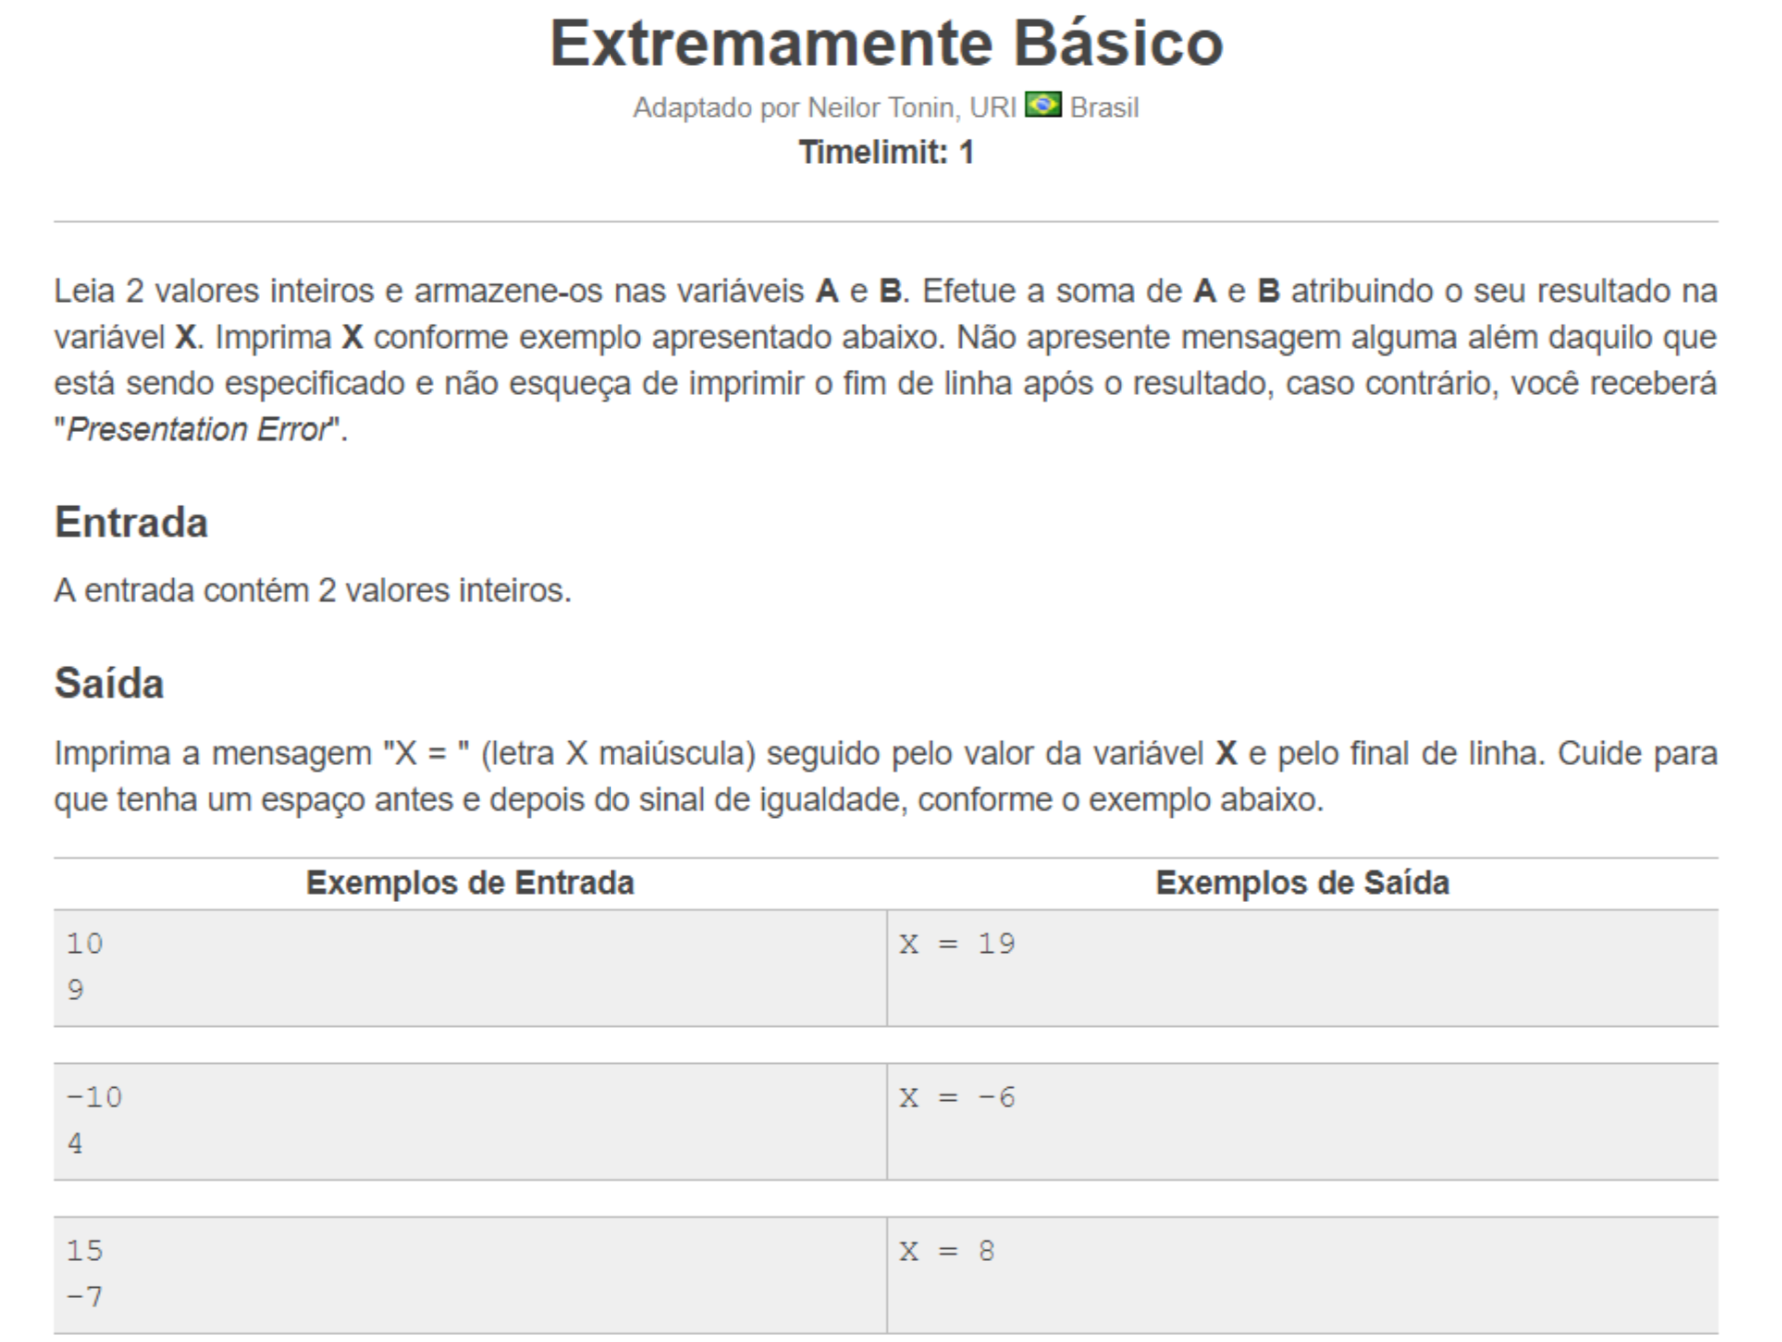 Extremamente Básico
Adaptado por Neilor Tonin, URI Brasil
Timelimit: 1
Leia 2 valores inteiros e armazene-os nas variáveis A e B. Efetue a soma de A e B atribuindo o seu resultado na
variável X. Imprima X conforme exemplo apresentado abaixo. Não apresente mensagem alguma além daquilo que
está sendo especificado e não esqueça de imprimir o fim de linha após o resultado, caso contrário, você receberá
"Presentation Error".
Entrada
A entrada contém 2 valores inteiros.
Saída
Imprima a mensagem "X = " (letra X maiúscula) seguido pelo valor da variável X e pelo final de linha. Cuide para
que tenha um espaço antes e depois do sinal de igualdade, conforme o exemplo abaixo.
Exemplos de Entrada Exemplos de Saída
10 X = 19
9
-10 X = -6
4
15 X = 8
-7